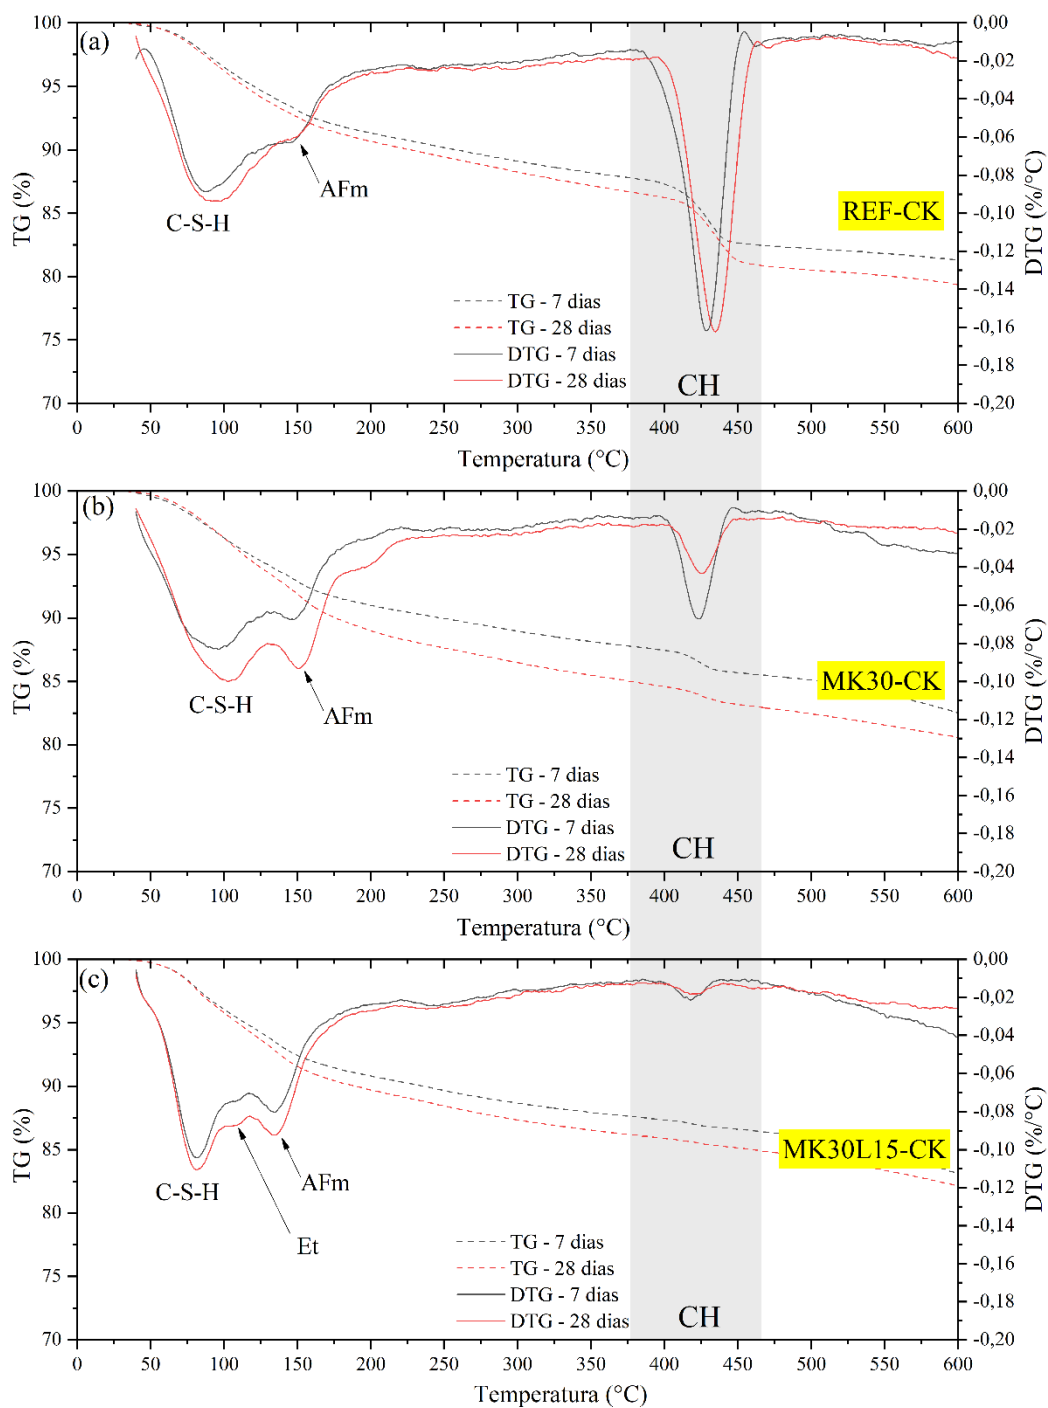 (a)
100
95
90
85
80
75
70
TG (%)
0,00
-0,02
-0,04
-0,06
-0,08
-0,10
-0,12
-0,14
-0,16
-0,18
-0,20
DTG (%/°C)
AFm
C-S-H
REF-CK
TG - 7 dias
TG - 28 dias
DTG - 7 dias
DTG - 28 dias
CH
0 50 100 150 200 250 300 350 400 450 500 550 600
Temperatura (°C)
(b)
100
95
90
85
80
75
70
TG (%)
0,00
-0,02
-0,04
-0,06
-0,08
-0,10
-0,12
-0,14
-0,16
-0,18
-0,20
DTG (%/°C)
C-S-H
AFm
MK30-CK
TG - 7 dias
TG - 28 dias
DTG - 7 dias
DTG - 28 dias
CH
0 50 100 150 200 250 300 350 400 450 500 550 600
Temperatura (°C)
(c)
100
95
90
85
80
75
70
TG (%)
0,00
-0,02
-0,04
-0,06
-0,08
-0,10
-0,12
-0,14
-0,16
-0,18
-0,20
DTG (%/°C)
C-S-H
AFm
Et
MK30L15-CK
TG - 7 dias
TG - 28 dias
DTG - 7 dias
DTG - 28 dias
CH
0 50 100 150 200 250 300 350 400 450 500 550 600
Temperatura (°C)